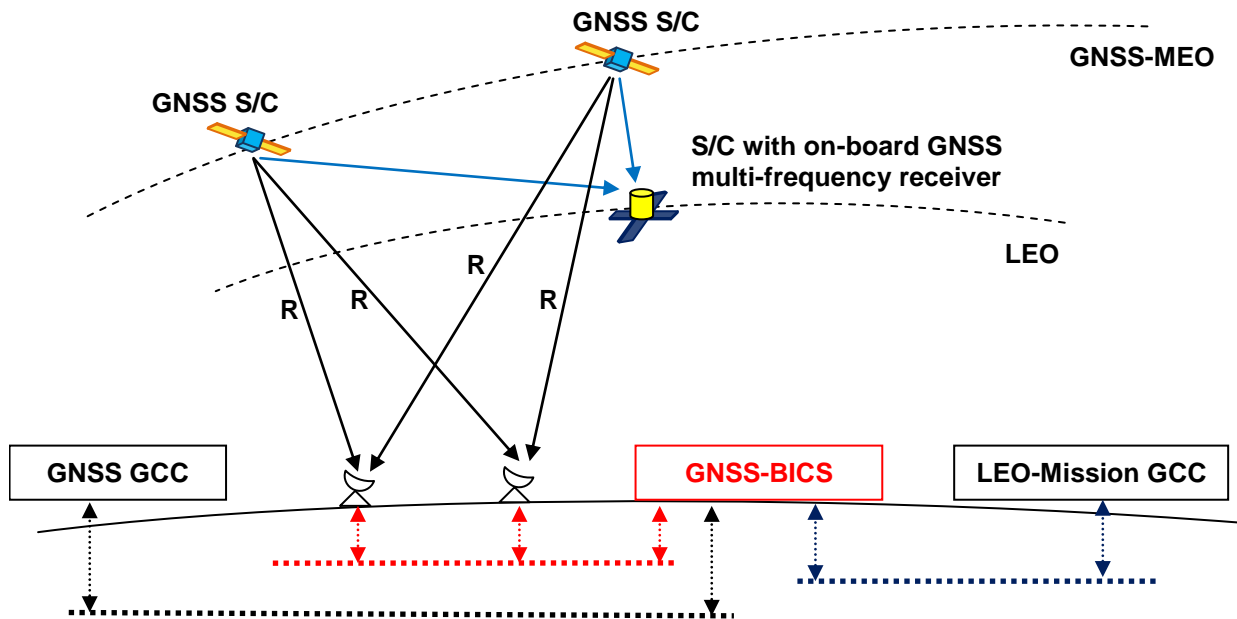 GNSS S/C
GNSS-MEO
GNSS S/C
S/C with on-board GNSS
multi-frequency receiver
LEO
R
R
R
R
GNSS GCC
GNSS-BICS
LEO-Mission GCC